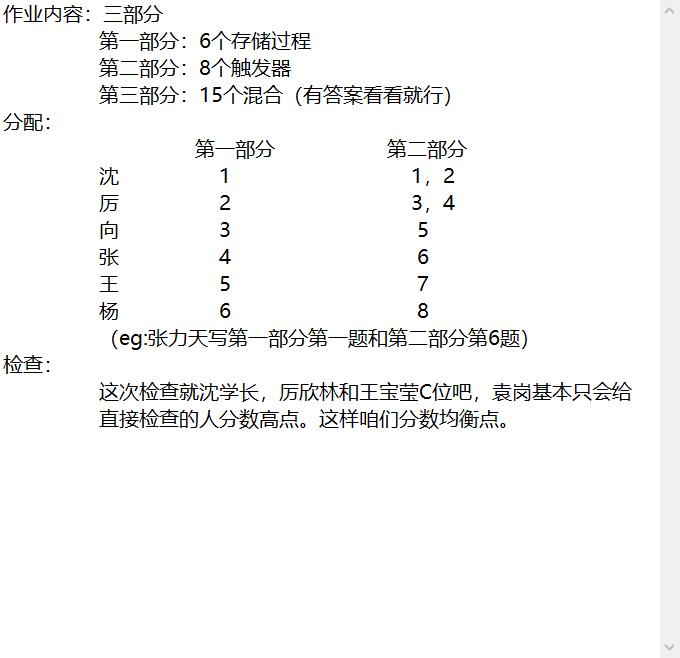 作业内容：三部分
第一部分：6个存储过程
第二部分：8个触发器
第三部分：15个混合（有答案看看就行）
分配：
第一部分 第二部分
沈 1 1，2
厉 2 3，4
向 3 5
张 4 6
王 5 7
杨 6 8
（eg:张力天写第一部分第一题和第二部分第6题）
检查：
这次检查就沈学长，厉欣林和王宝莹C位吧，袁岗基本只会给
直接检查的人分数高点。这样咱们分数均衡点。